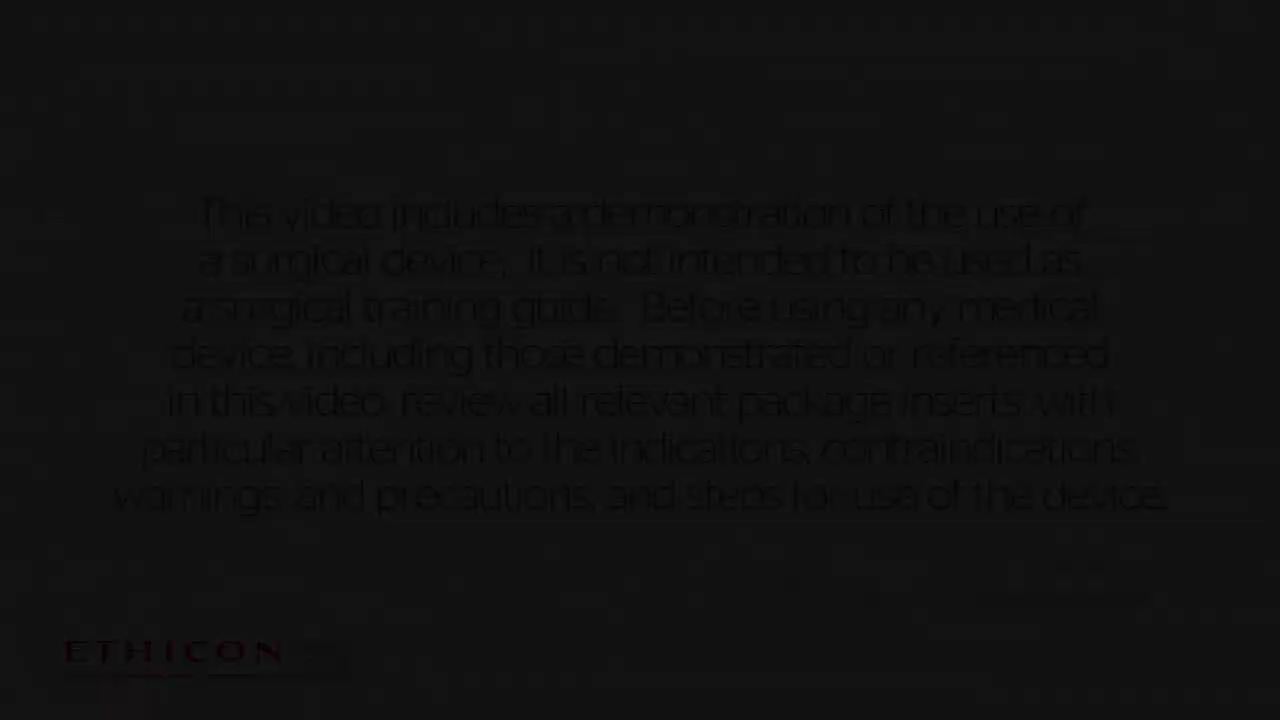 This video includes a demonstration of the use of
a surgical device. It is not intended to be used as
a sregical training guide. Before using any medical
device, including those demonstrated or referenced
in this video, review all relevant package inserts, with
particular attention to the indications, contraindications,
warnings, and precautions, and steps for use of the device.
ETHICON